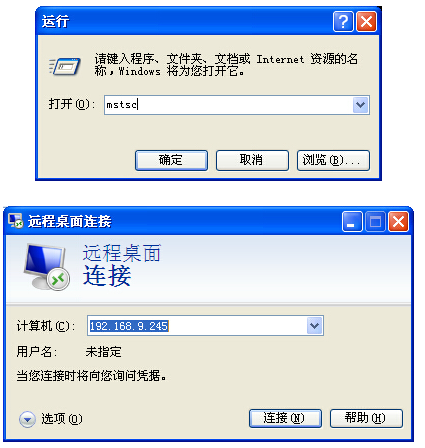 运行
请键入程序、文件夹、文档或 Internet 资源的名
称，Windows 将为您打开它。
打开(O): mstsc
确定 取消 浏览(B)...
远程桌面连接
远程桌面
连接
计算机(C): 192.168.9.245
用户名: 未指定
当您连接时将向您询问凭据。
选项(O) 连接(N) 帮助(H)